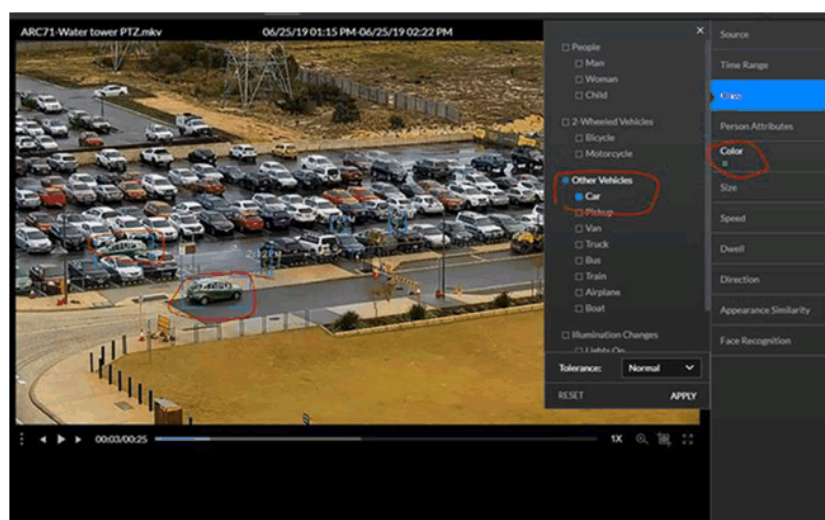 ARC71-Water tower PTZ.mkv
06/25/19 01:15 PM-06/25/19 02:22 PM
×
People
Man
Woman
Child
2-Wheeled Vehicles
Bicycle
Motorcycle
Other Vehicles
Car
Pickup
Van
Truck
Bus
Train
Airplane
Boat
Illumination Changes
Lights On
Tolerance: Normal
RESET APPLY
Source
Time Range
Class
Person Attributes
Color
Size
Speed
Dwell
Direction
Appearance Similarity
Face Recognition
00:03/00:25
1X